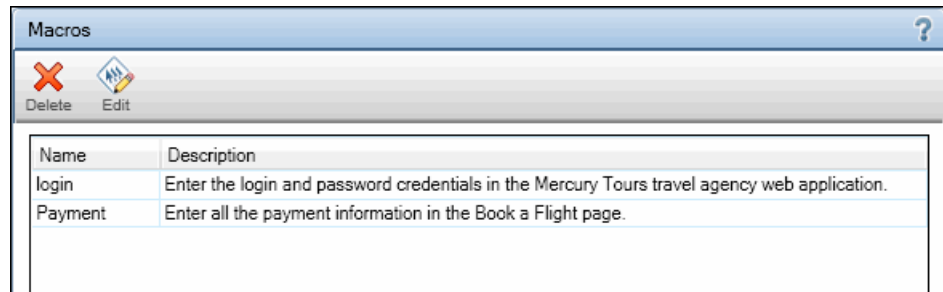 Macros ?
Delete Edit
Name Description
login Enter the login and password credentials in the Mercury Tours travel agency web application.
Payment Enter all the payment information in the Book a Flight page.